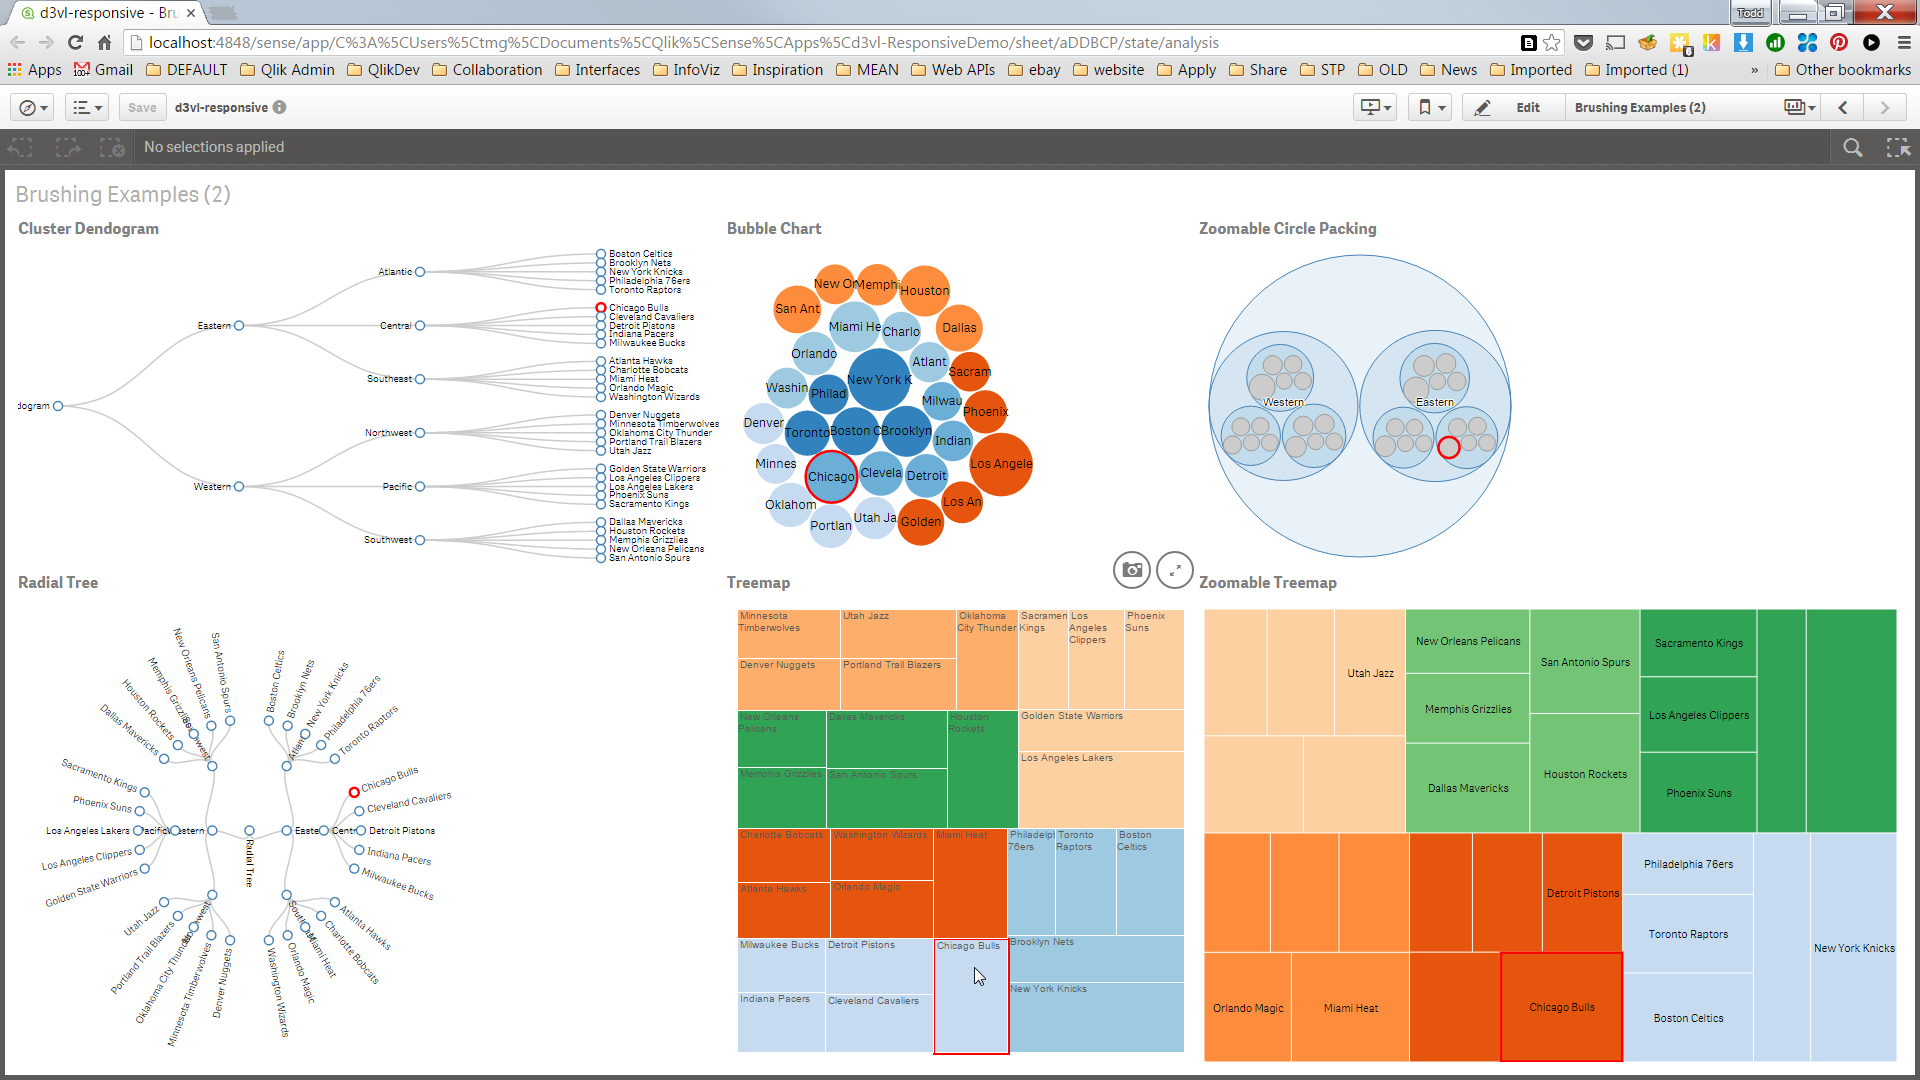 d3vl-responsive - Bru
Todd
localhost:4848/sense/app/C%3A%5CUsers%5Ctmg%5CDocuments%5CQlik%5CSense%5CApps%5Cd3vl-ResponsiveDemo/sheet/aDDBCP/state/analysis
6
Apps
100+
Gmail
DEFAULT
Qlik Admin
QlikDev
Collaboration
Interfaces
InfoViz
Inspiration
MEAN
Web APIs
ebay
website
Apply
Share
STP
OLD
News
Imported
Imported (1)
»
Other bookmarks
Save
d3vl-responsive
Edit
Brushing Examples (2)
No selections applied
Brushing Examples (2)
Cluster Dendogram
dogram
Eastern
Western
Atlantic
Central
Southeast
Northwest
Pacific
Southwest
Boston Celtics
Brooklyn Nets
New York Knicks
Philadelphia 76ers
Toronto Raptors
Chicago Bulls
Cleveland Cavaliers
Detroit Pistons
Indiana Pacers
Milwaukee Bucks
Atlanta Hawks
Charlotte Bobcats
Miami Heat
Orlando Magic
Washington Wizards
Denver Nuggets
Minnesota Timberwolves
Oklahoma City Thunder
Portland Trail Blazers
Utah Jazz
Golden State Warriors
Los Angeles Clippers
Los Angeles Lakers
Phoenix Suns
Sacramento Kings
Dallas Mavericks
Houston Rockets
Memphis Grizzlies
New Orleans Pelicans
San Antonio Spurs
Bubble Chart
New Or
Memphi
Houston
San Ant
Miami He
Charlo
Dallas
Orlando
Atlant
Sacram
New York K
Washin
Philad
Milwau
Phoenix
Denver
Toronto
Boston C
Brooklyn
Indian
Minnes
Chicago
Clevela
Detroit
Los Angele
Oklahom
Portlan
Utah Ja
Golden
Los An
Zoomable Circle Packing
Western
Eastern
Radial Tree
San Antonio Spurs
New Orleans Pelicans
Memphis Grizzlies
Houston Rockets
Dallas Mavericks
Boston Celtics
Brooklyn Nets
New York Knicks
Philadelphia 76ers
Toronto Raptors
Sacramento Kings
Phoenix Suns
Los Angeles Lakers
Los Angeles Clippers
Golden State Warriors
Chicago Bulls
Cleveland Cavaliers
Detroit Pistons
Indiana Pacers
Milwaukee Bucks
Radial Tree
Utah Jazz
Portland Trail Blazers
Oklahoma City Thunder
Minnesota Timberwolves
Denver Nuggets
Washington Wizards
Orlando Magic
Miami Heat
Charlotte Bobcats
Atlanta Hawks
Treemap
Minnesota
Timberwolves
Utah Jazz
Oklahoma
City Thunder
Sacramen
Kings
Los
Angeles
Clippers
Phoenix
Suns
Denver Nuggets
Portland Trail Blazers
New Orleans
Pelicans
Dallas Mavericks
Houston
Rockets
Golden State Warriors
Los Angeles Lakers
Memphis Grizzlies
San Antonio Spurs
Charlotte Bobcats
Washington Wizards
Miami Heat
Philadelpl
76ers
Toronto
Raptors
Boston
Celtics
Atlanta Hawks
Orlando Magic
Milwaukee Bucks
Detroit Pistons
Chicago Bulls
Brooklyn Nets
New York Knicks
Indiana Pacers
Cleveland Cavaliers
Zoomable Treemap
Utah Jazz
New Orleans Pelicans
Memphis Grizzlies
Dallas Mavericks
San Antonio Spurs
Houston Rockets
Sacramento Kings
Los Angeles Clippers
Phoenix Suns
Detroit Pistons
Orlando Magic
Miami Heat
Chicago Bulls
Philadelphia 76ers
Toronto Raptors
Boston Celtics
New York Knicks